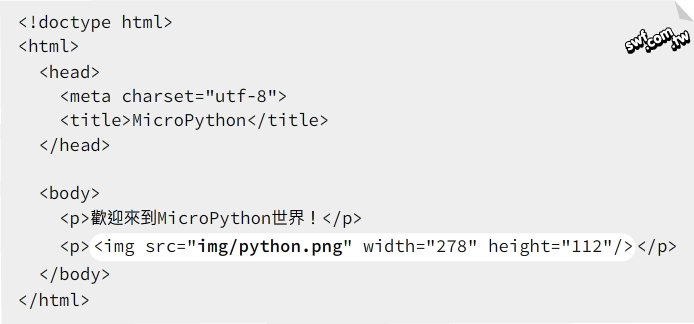 <!doctype html>
<html>
<head>
<meta charset="utf-8">
<title>MicroPython</title>
</head>
<body>
<p>歡迎來到MicroPython世界！</p>
<p><img src="img/python.png" width="278" height="112"/></p>
</body>
</html>
swf.com.tw